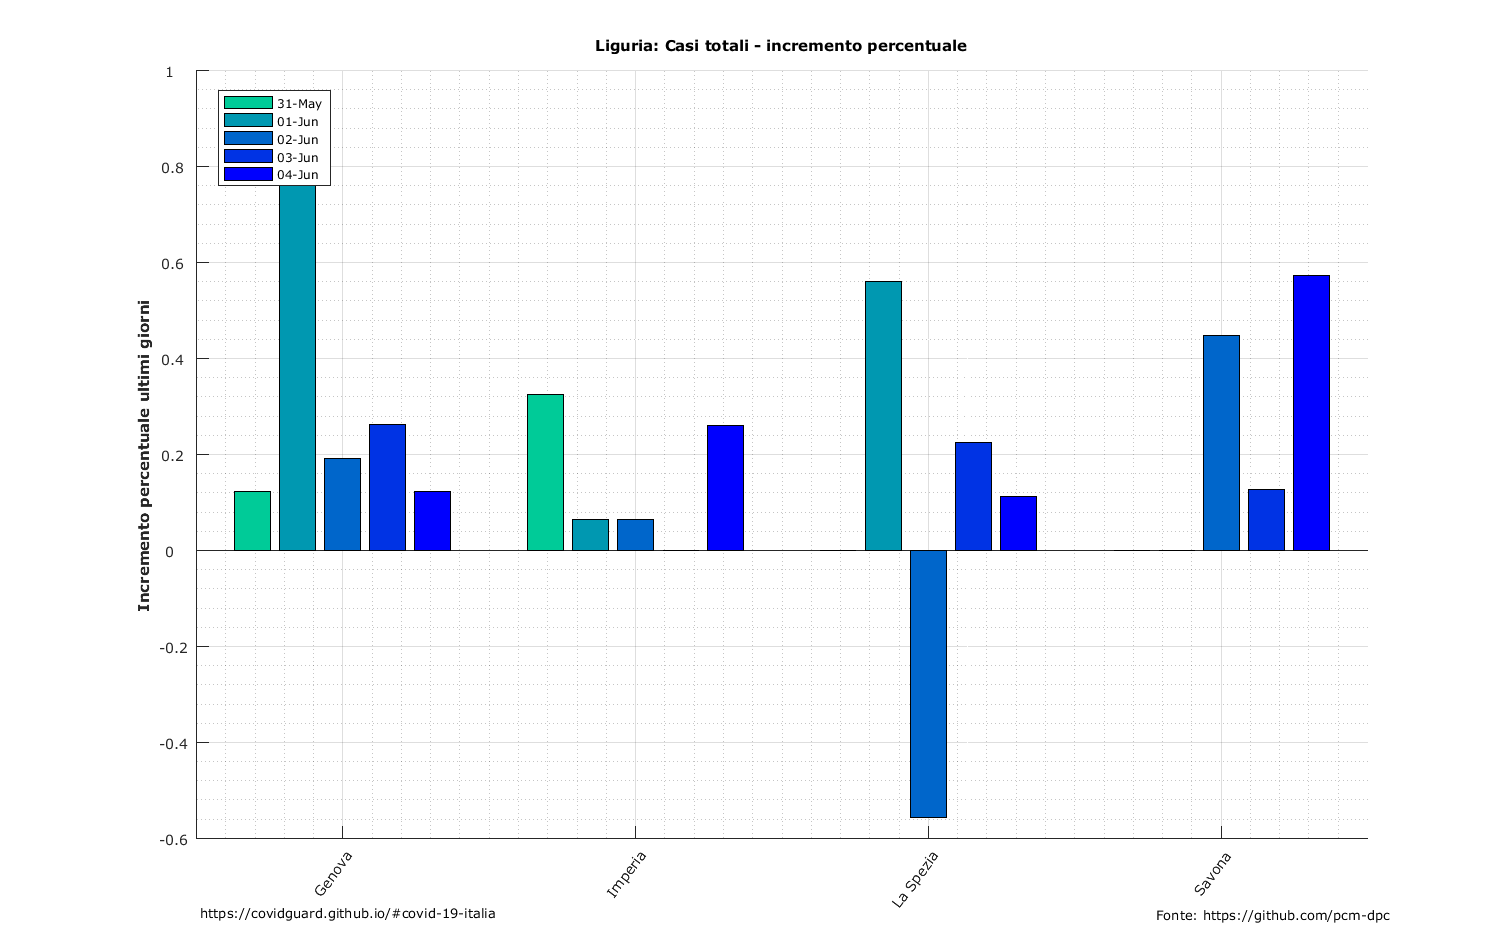 Liguria: Casi totali - incremento percentuale
1
0.8
0.6
0.4
0.2
0
-0.2
-0.4
-0.6
Incremento percentuale ultimi giorni
31-May
01-Jun
02-Jun
03-Jun
04-Jun
Genova
Imperia
La Spezia
Savona
https://covidguard.github.io/#covid-19-italia
Fonte: https://github.com/pcm-dpc